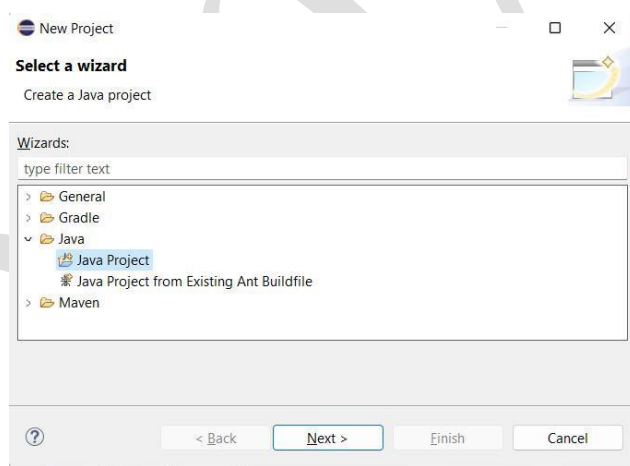 New Project
Select a wizard
Create a Java project
Wizards:
type filter text
General
Gradle
Java
Java Project
Java Project from Existing Ant Buildfile
Maven
< Back Next > Finish Cancel